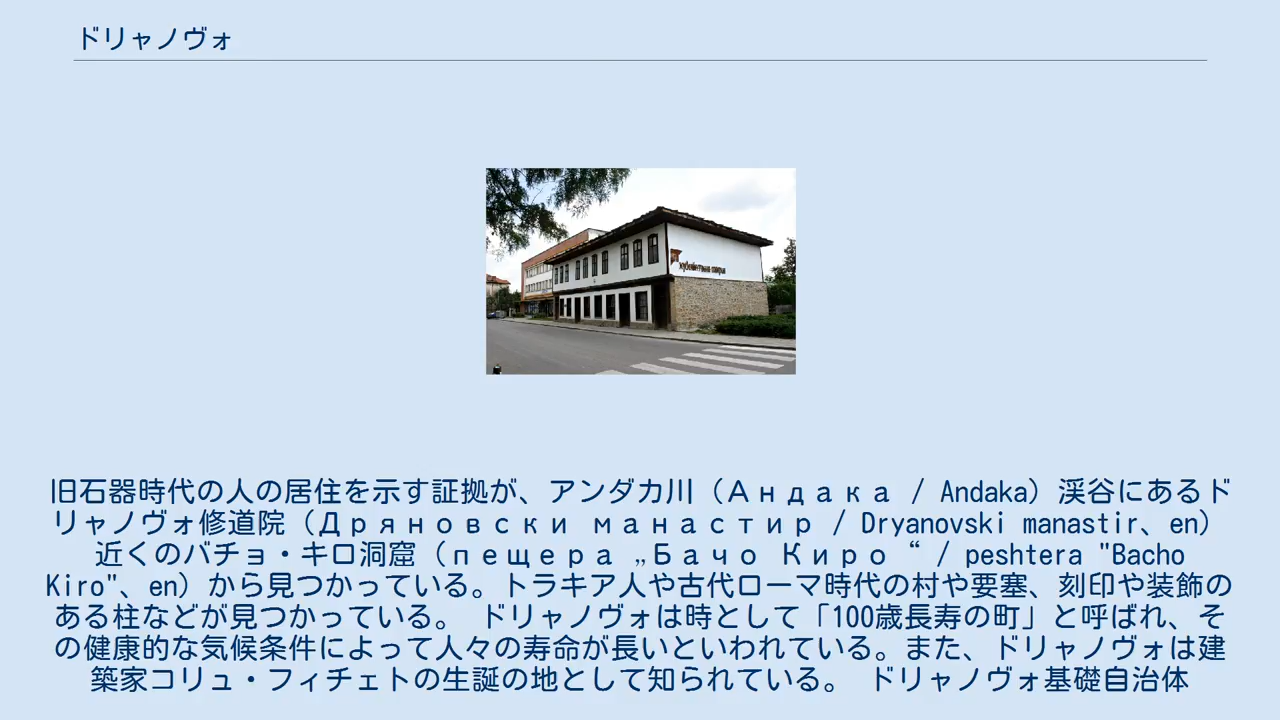 ドリャノヴォ
旧石器時代の人の居住を示す証拠が、アンダカ川（Андака / Andaka）渓谷にあるド
リャノヴォ修道院（Дряновски манастир / Dryanovski manastir、en）
近くのバチョ・キロ洞窟（пещера „Бачо Киро“ / peshtera "Bacho
Kiro"、en）から見つかっている。トラキア人や古代ローマ時代の村や要塞、刻印や装飾の
ある柱などが見つかっている。 ドリャノヴォは時として「100歳長寿の町」と呼ばれ、そ
の健康的な気候条件によって人々の寿命が長いといわれている。また、ドリャノヴォは建
築家コリュ・フィチェトの生誕の地として知られている。 ドリャノヴォ基礎自治体